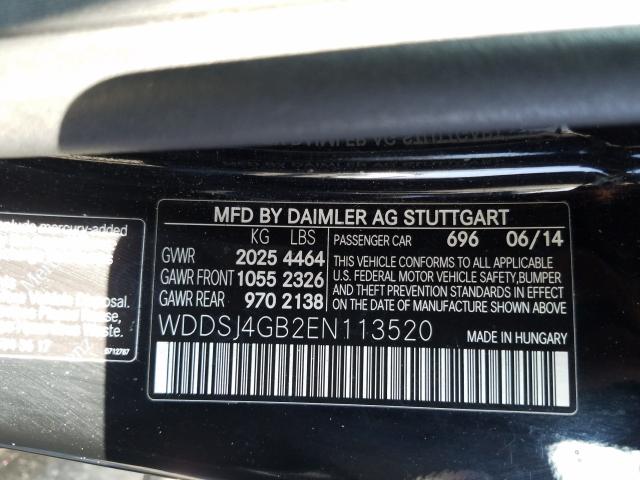 MFD BY DAIMLER AG STUTTGART
KG LBS
GVWR 2025 4464
GAWR FRONT 1055 2326
GAWR REAR 970 2138
PASSENGER CAR 696 06/14
THIS VEHICLE CONFORMS TO ALL APPLICABLE
U.S. FEDERAL MOTOR VEHICLE SAFETY,BUMPER
AND THEFT PREVENTION STANDARDS IN EFFECT
ON THE DATE OF MANUFACTURE SHOWN ABOVE
WDDSJ4GB2EN113520 MADE IN HUNGARY
mercury-added